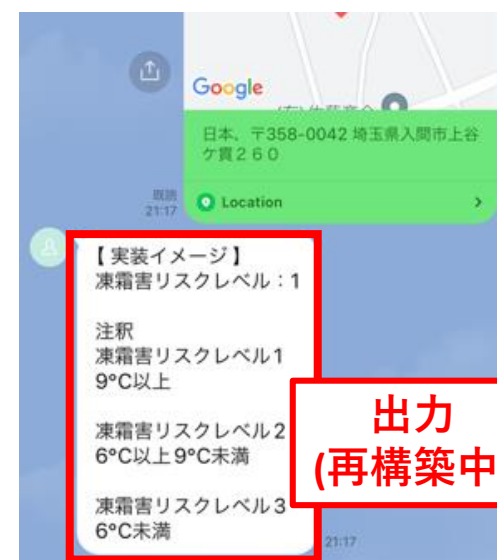 Google
日本、〒358-0042 埼玉県入間市上谷
ケ貫260
既読
21:17
Location
【 実装イメージ】
凍霜害リスクレベル：1
注釈
凍霜害リスクレベル1
9°C以上
凍霜害リスクレベル2
6°C以上9°C未満
凍霜害リスクレベル3
6°C未満
21:17
出力
(再構築中